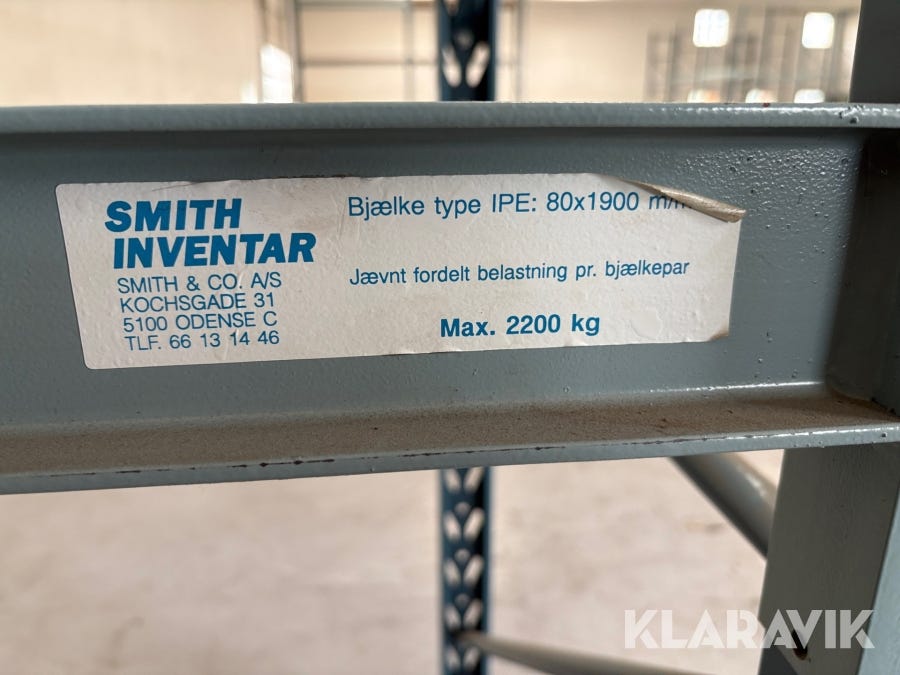 SMITH
INVENTAR
SMITH & CO. A/S
KOCHSGADE 31
5100 ODENSE C
TLF. 66 13 14 46
Bjælke type IPE: 80x1900
Jævnt fordelt belastning pr. bjælkepar
Max. 2200 kg
KLARAVIK